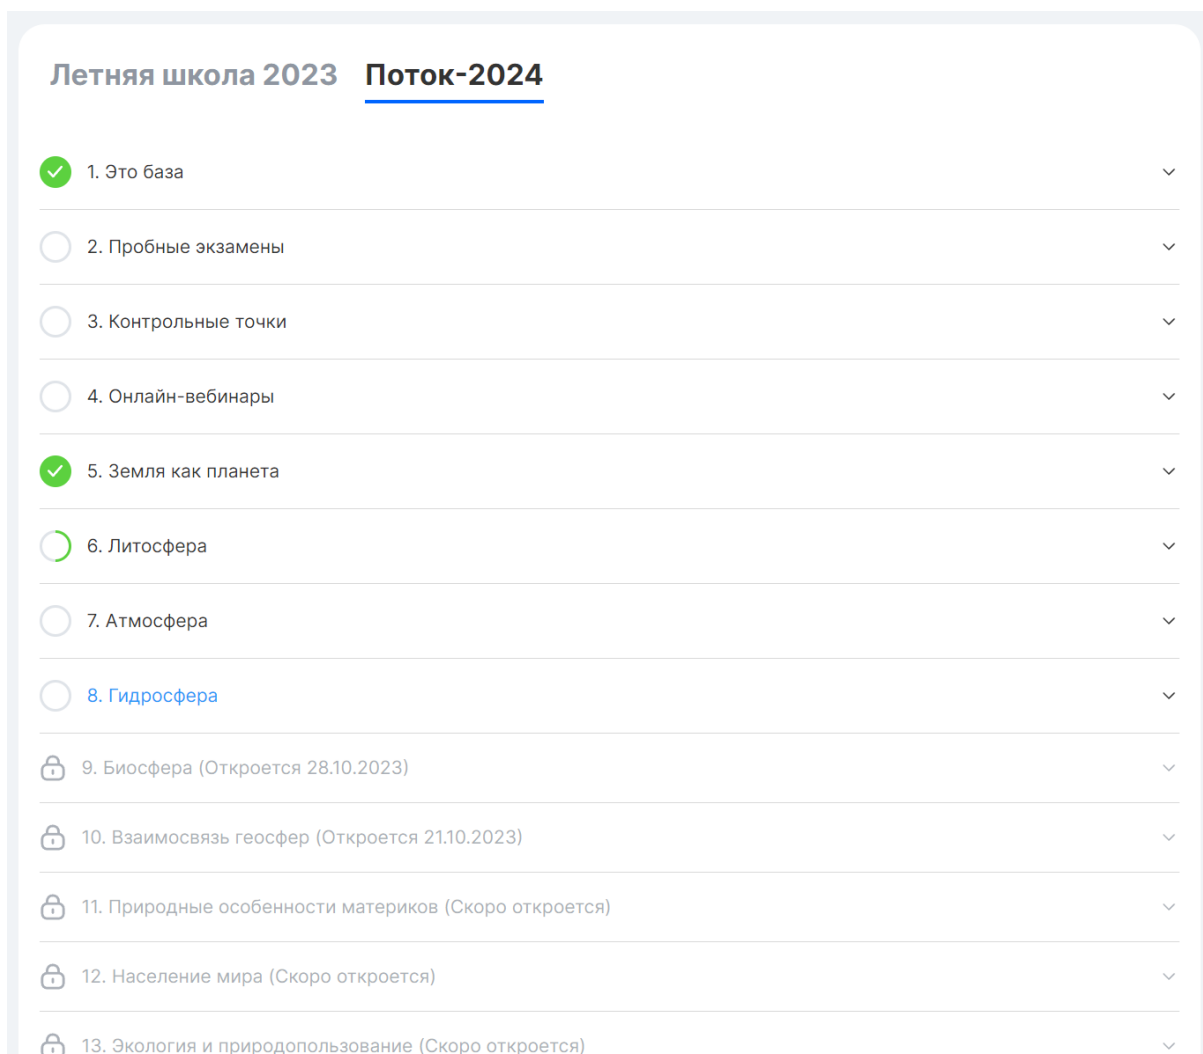 Летняя школа 2023 Поток-2024
1. Это база
2. Пробные экзамены
3. Контрольные точки
4. Онлайн-вебинары
5. Земля как планета
6. Литосфера
7. Атмосфера
8. Гидросфера
9. Биосфера (Откроется 28.10.2023)
10. Взаимосвязь геосфер (Откроется 21.10.2023)
11. Природные особенности материков (Скоро откроется)
12. Население мира (Скоро откроется)
13. Экология и природопользование (Скоро откроется)